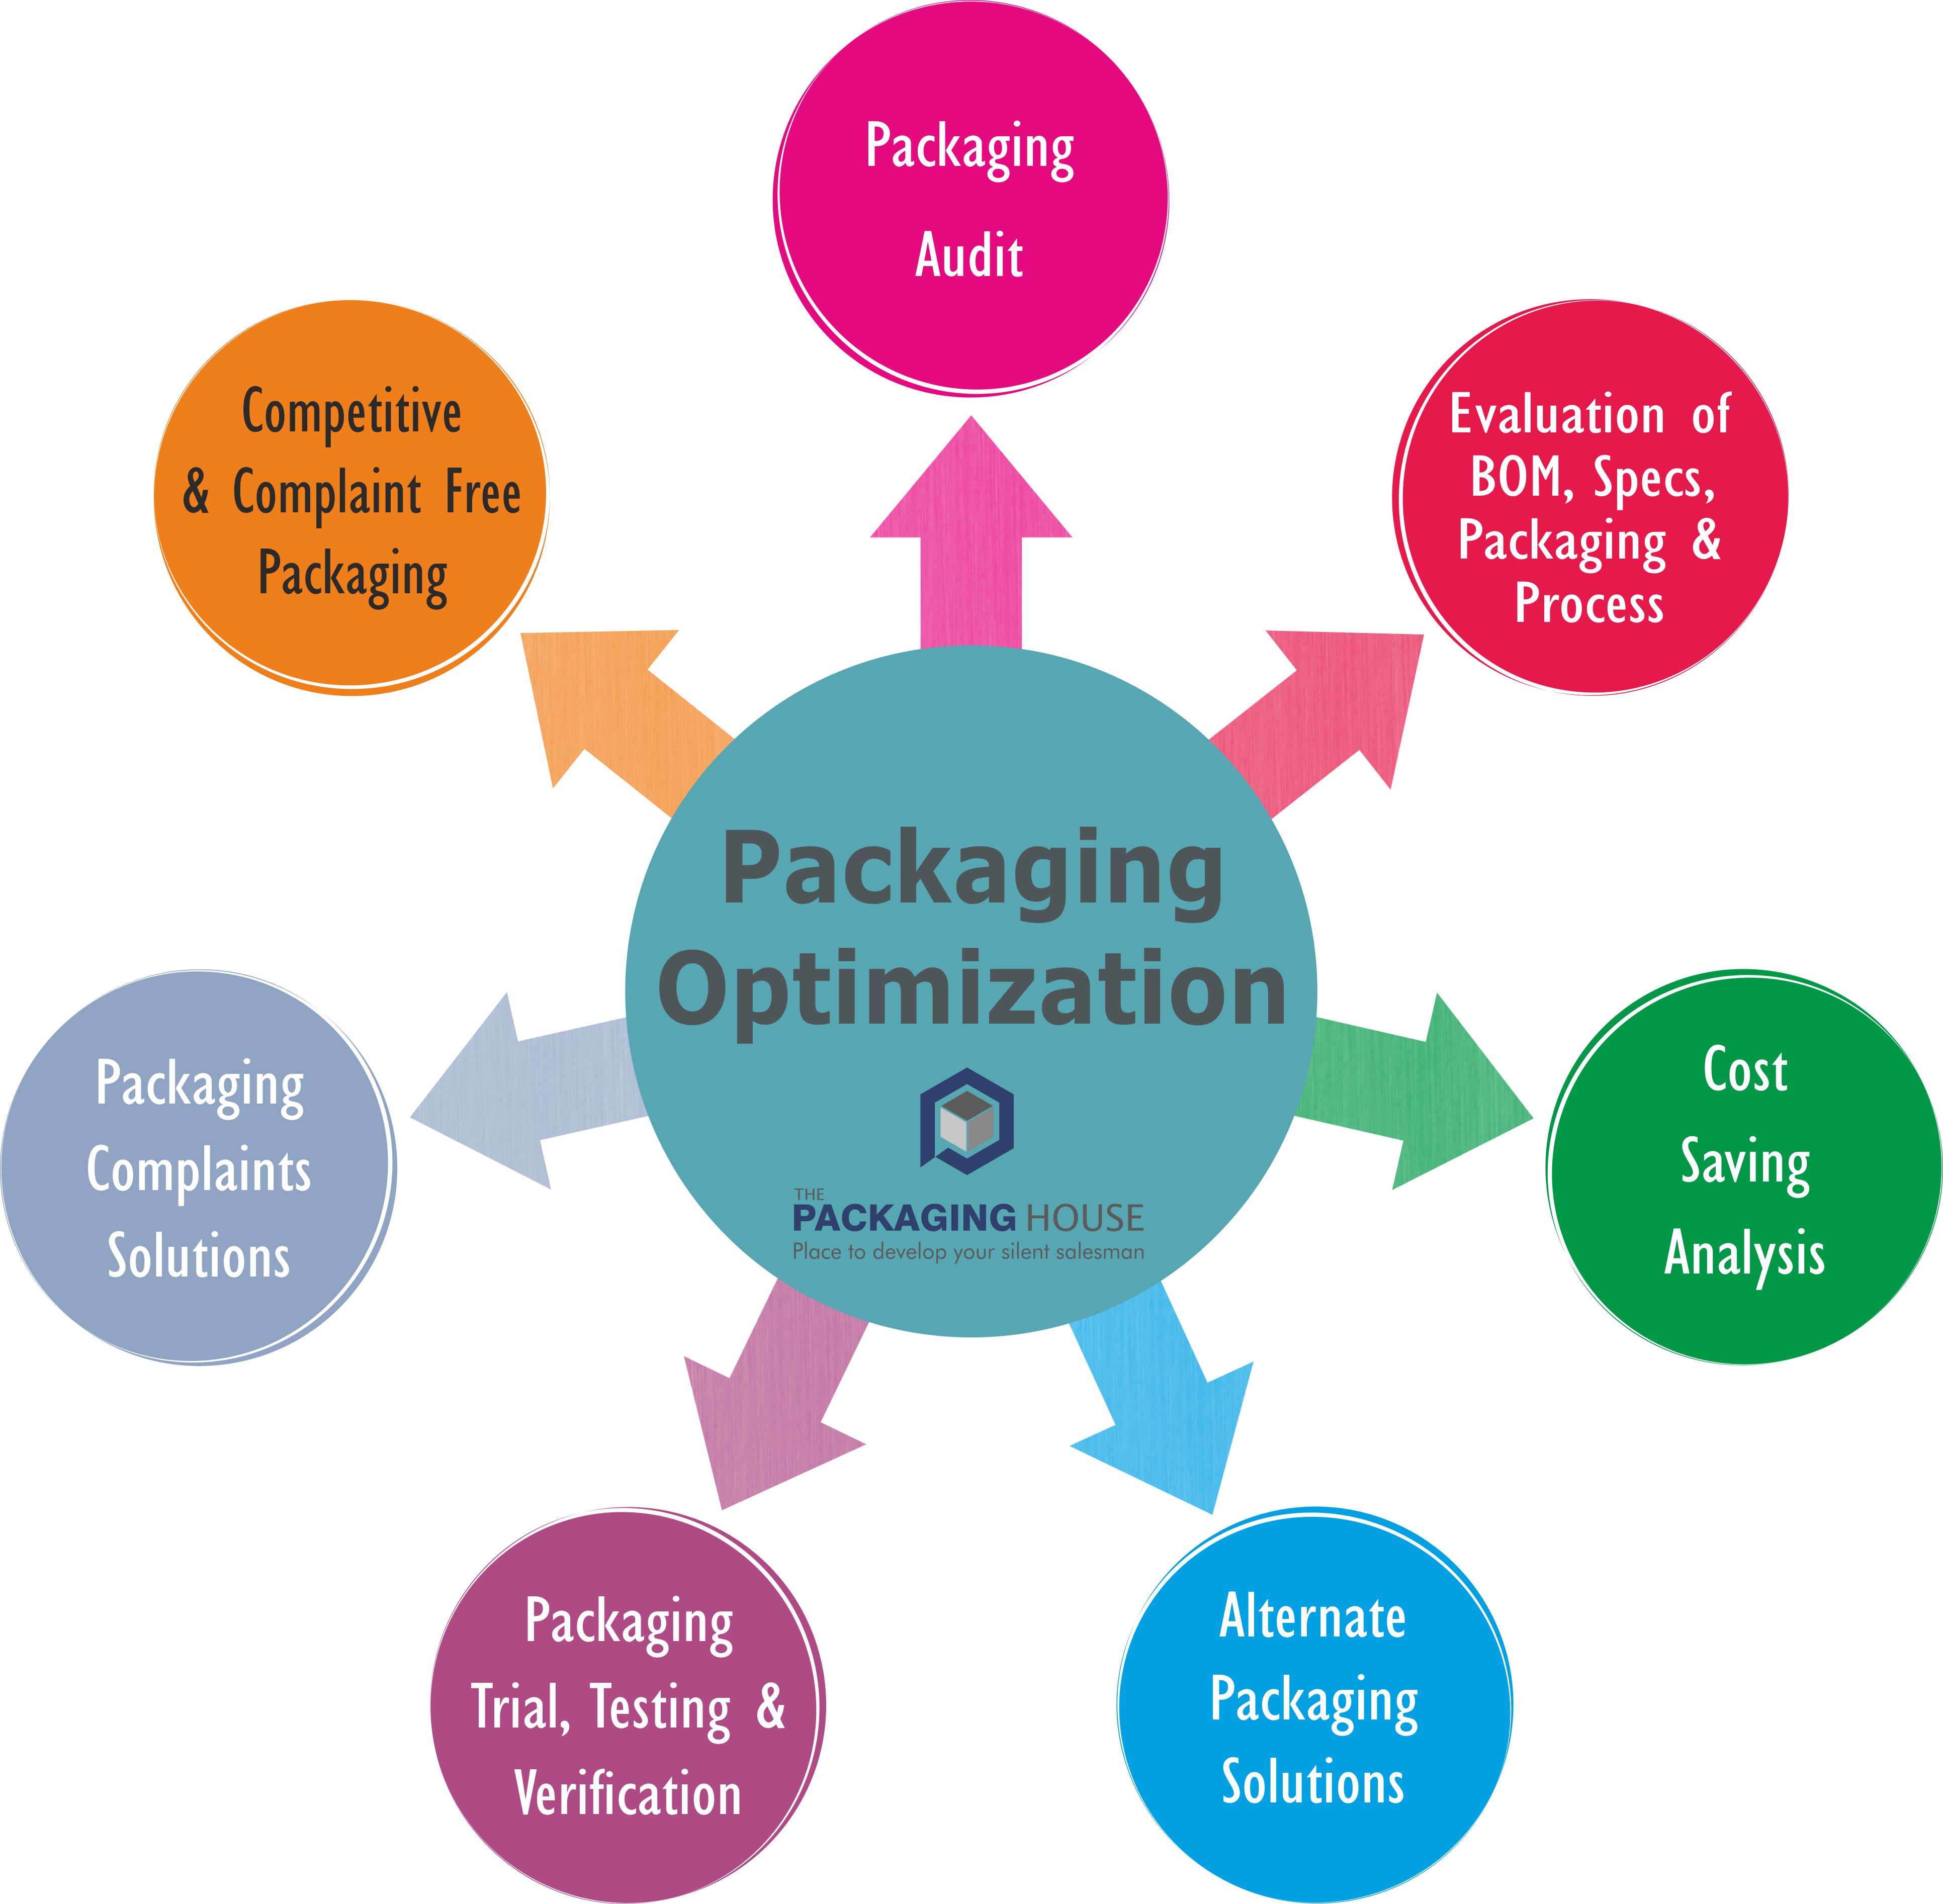 Packaging
Audit
Evaluation of
BOM, Specs,
Packaging &
Process
Cost
Saving
Analysis
Alternate
Packaging
Solutions
Packaging
Trial, Testing &
Verification
Packaging
Complaints
Solutions
Competitive
& Complaint Free
Packaging
Packaging
Optimization
THE
PACKAGING HOUSE
Place to develop your silent salesman